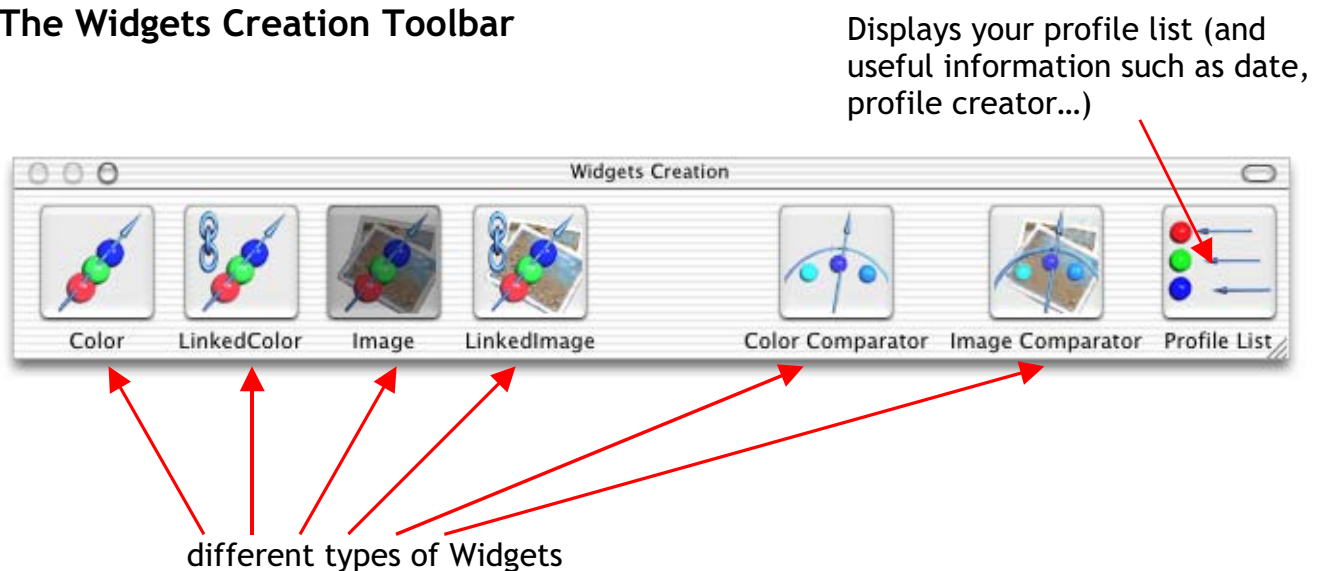 The Widgets Creation Toolbar
Displays your profile list (and
useful information such as date,
profile creator…)
Widgets Creation
Color
LinkedColor
Image
LinkedImage
Color Comparator
Image Comparator
Profile List
different types of Widgets